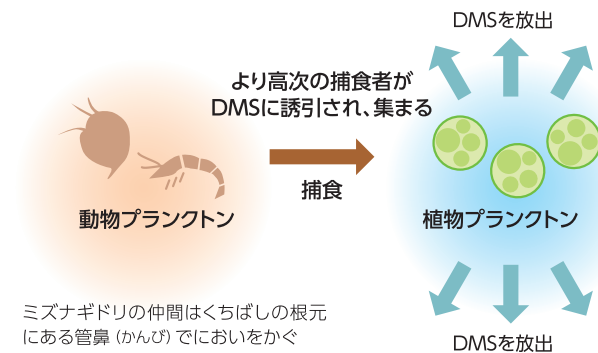 DMSを放出
より高次の捕食者が
DMSに誘引され、集まる
捕食
動物プランクトン
植物プランクトン
ミズナギドリの仲間はくちばしの根元
にある管鼻（かんび）でにおいをかぐ
DMSを放出